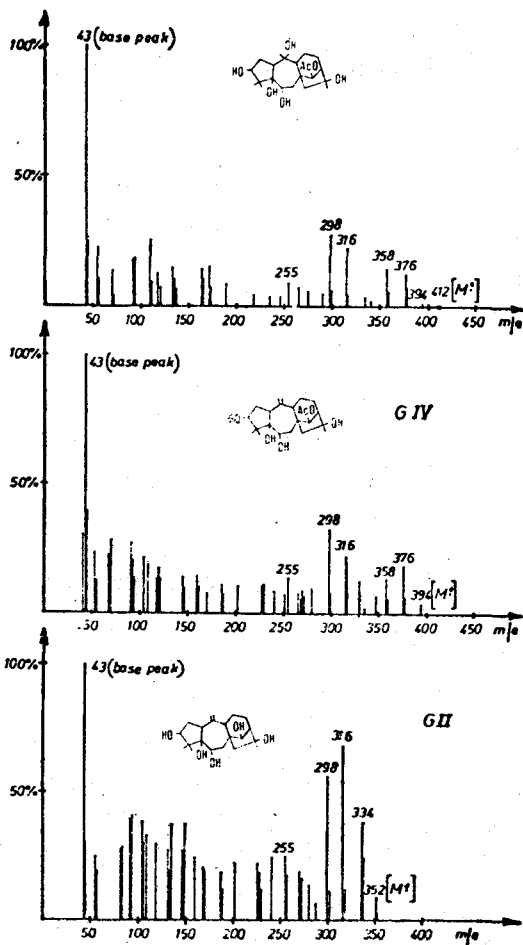 100%
43 (base peak)
OH
AcO
HO
OH
OH
OH
50%
298
316
255
358
376
394
412 [M⁺]
50 100 150 200 250 300 350 400 450 m/e
100%
43 (base peak)
G IV
AcO
OH
OH
OH
50%
298
316
255
358
376
394 [M⁺]
50 100 150 200 250 300 350 400 450 m/e
100%
43 (base peak)
G II
OH
HO
OH
OH
OH
50%
316
298
334
255
352 [M⁺]
50 100 150 200 250 300 350 400 m/e